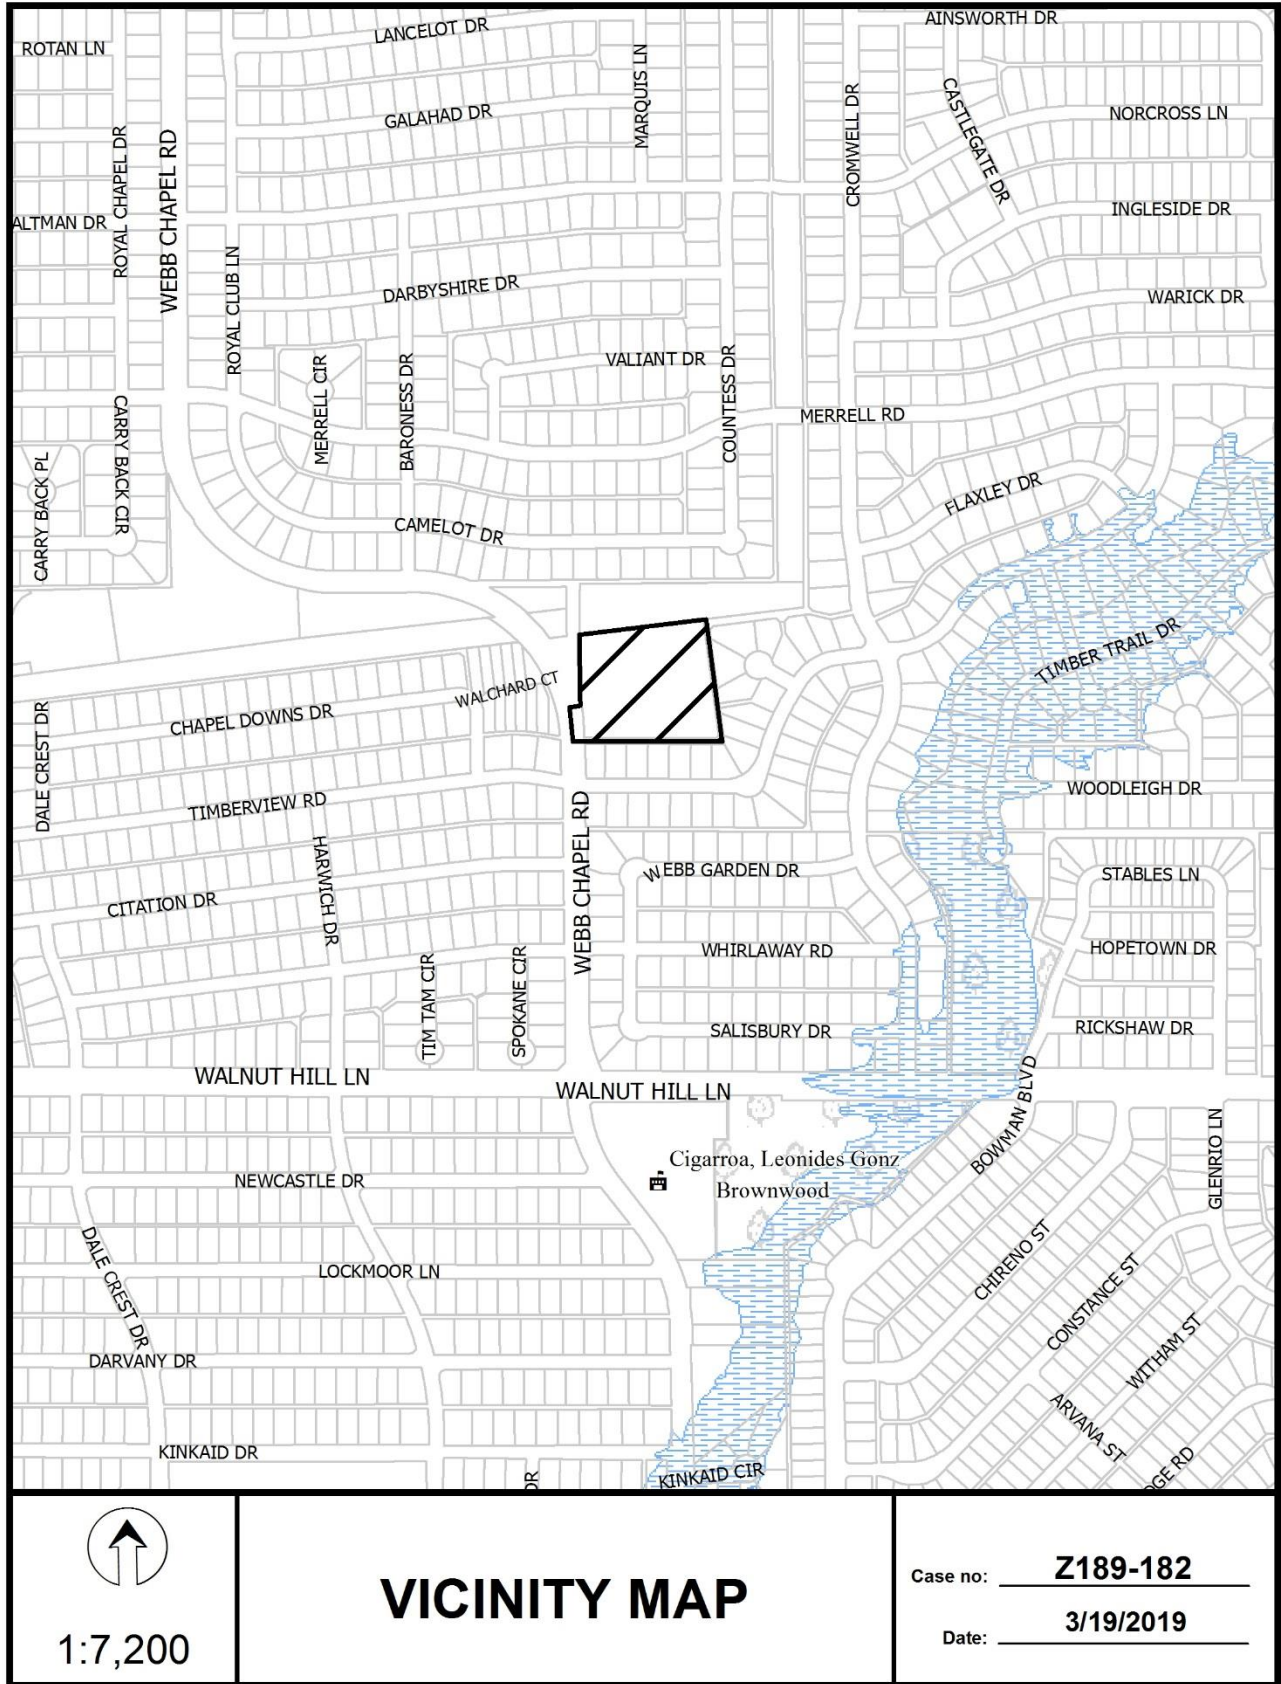 AINSWORTH DR
LANCELOT DR
ROTAN LN
MARQUIS LN
CROMWELL DR
CASTLEGATE DR
GALAHAD DR
NORCROSS LN
ROYAL CHAPEL DR
WEBB CHAPEL RD
ALTMAN DR
INGLESIDE DR
ROYAL CLUB LN
DARBYSHIRE DR
WARICK DR
MERRELL CIR
BARONESS DR
VALIANT DR
COUNTESS DR
MERRELL RD
CARRY BACK PL
CARRY BACK CIR
FLAXLEY DR
CAMELOT DR
TIMBER TRAIL DR
WALCHARD CT
CHAPEL DOWNS DR
DALE CREST DR
WOODLEIGH DR
TIMBERVIEW RD
HARWICH DR
WEBB CHAPEL RD
WEBB GARDEN DR
STABLES LN
CITATION DR
WHIRLAWAY RD
HOPETOWN DR
TIM TAM CIR
SPOKANE CIR
SALISBURY DR
RICKSHAW DR
WALNUT HILL LN
WALNUT HILL LN
BOWMAN BLVD
GLENRIO LN
Cigarroa, Leonides Gonz
Brownwood
NEWCASTLE DR
CHIRENO ST
DALE CREST DR
LOCKMOOR LN
CONSTANCE ST
WITHAM ST
DARVANY DR
ARVANA ST
KINKAID DR
DR
KINKAID CIR
DGE RD
1:7,200
VICINITY MAP
Case no: Z189-182
Date: 3/19/2019